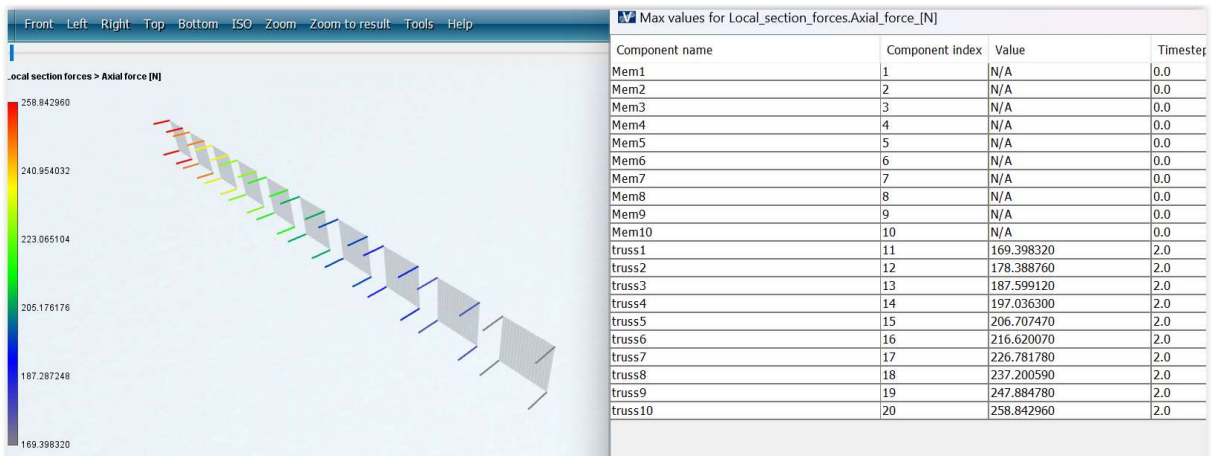 Front Left Right Top Bottom ISO Zoom Zoom to result Tools Help
Local section forces > Axial force [N]
258.842960
240.954032
223.065104
205.176176
187.287248
169.398320
Max values for Local_section_forces.Axial_force_[N]
Component name Component index Value Timestep
Mem1 1 N/A 0.0
Mem2 2 N/A 0.0
Mem3 3 N/A 0.0
Mem4 4 N/A 0.0
Mem5 5 N/A 0.0
Mem6 6 N/A 0.0
Mem7 7 N/A 0.0
Mem8 8 N/A 0.0
Mem9 9 N/A 0.0
Mem10 10 N/A 0.0
truss1 11 169.398320 2.0
truss2 12 178.388760 2.0
truss3 13 187.599120 2.0
truss4 14 197.036300 2.0
truss5 15 206.707470 2.0
truss6 16 216.620070 2.0
truss7 17 226.781780 2.0
truss8 18 237.200590 2.0
truss9 19 247.884780 2.0
truss10 20 258.842960 2.0